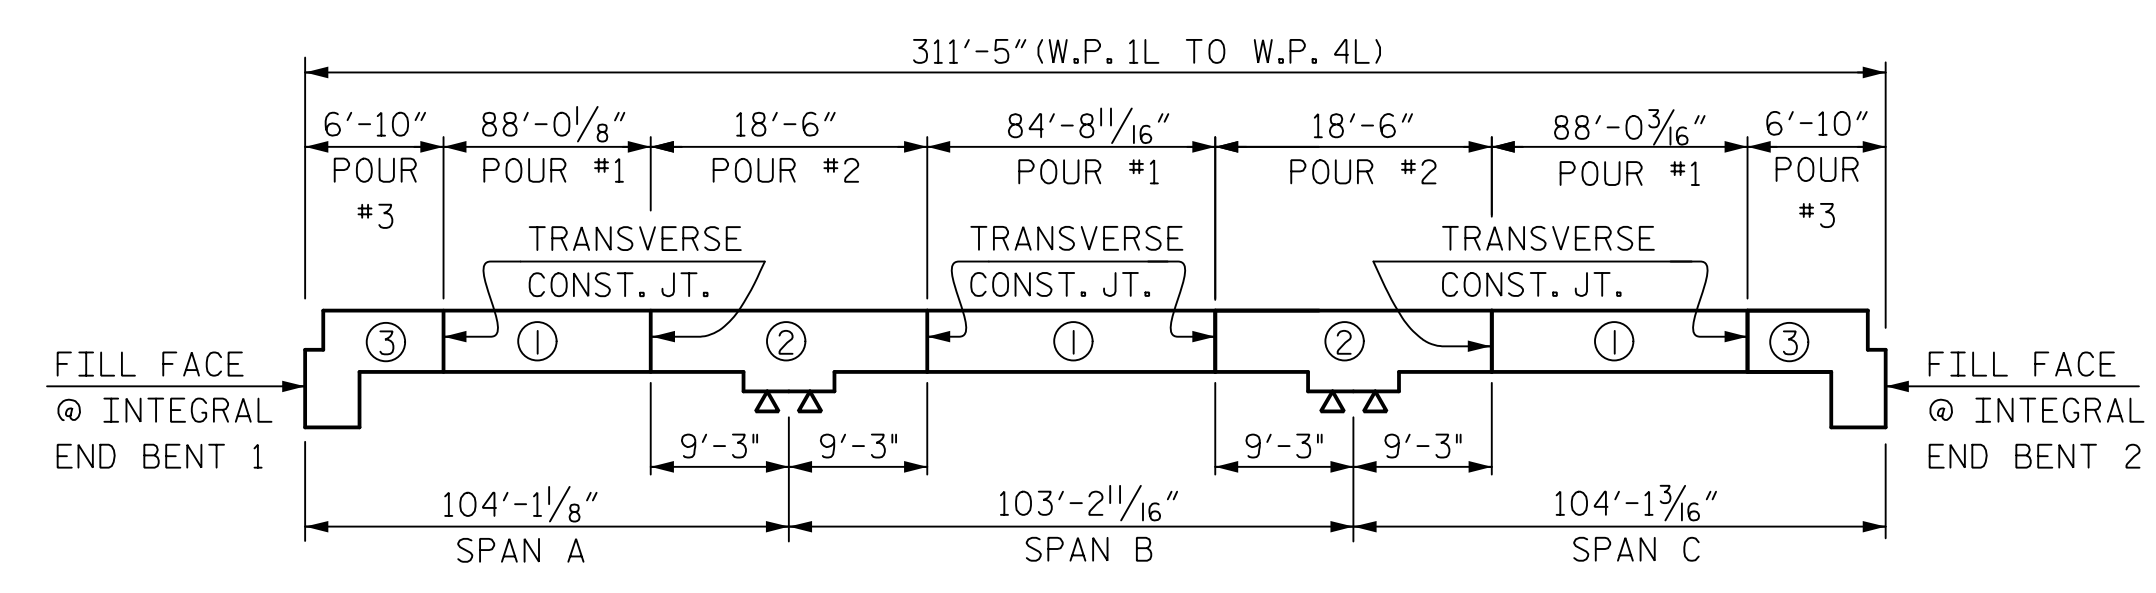 311'-5" (W.P. 1L TO W.P. 4L)
6'-10" 88'-0 1/8" 18'-6" 84'-8 11/16" 18'-6" 88'-0 3/16" 6'-10"
POUR POUR #1 POUR #2 POUR #1 POUR #2 POUR #1 POUR
#3 #3
TRANSVERSE TRANSVERSE TRANSVERSE
CONST. JT. CONST. JT. CONST. JT.
3 1 2 1 2 1 3
FILL FACE FILL FACE
@ INTEGRAL @ INTEGRAL
END BENT 1 END BENT 2
9'-3" 9'-3" 9'-3" 9'-3"
104'-1 1/8" 103'-2 11/16" 104'-1 3/16"
SPAN A SPAN B SPAN C